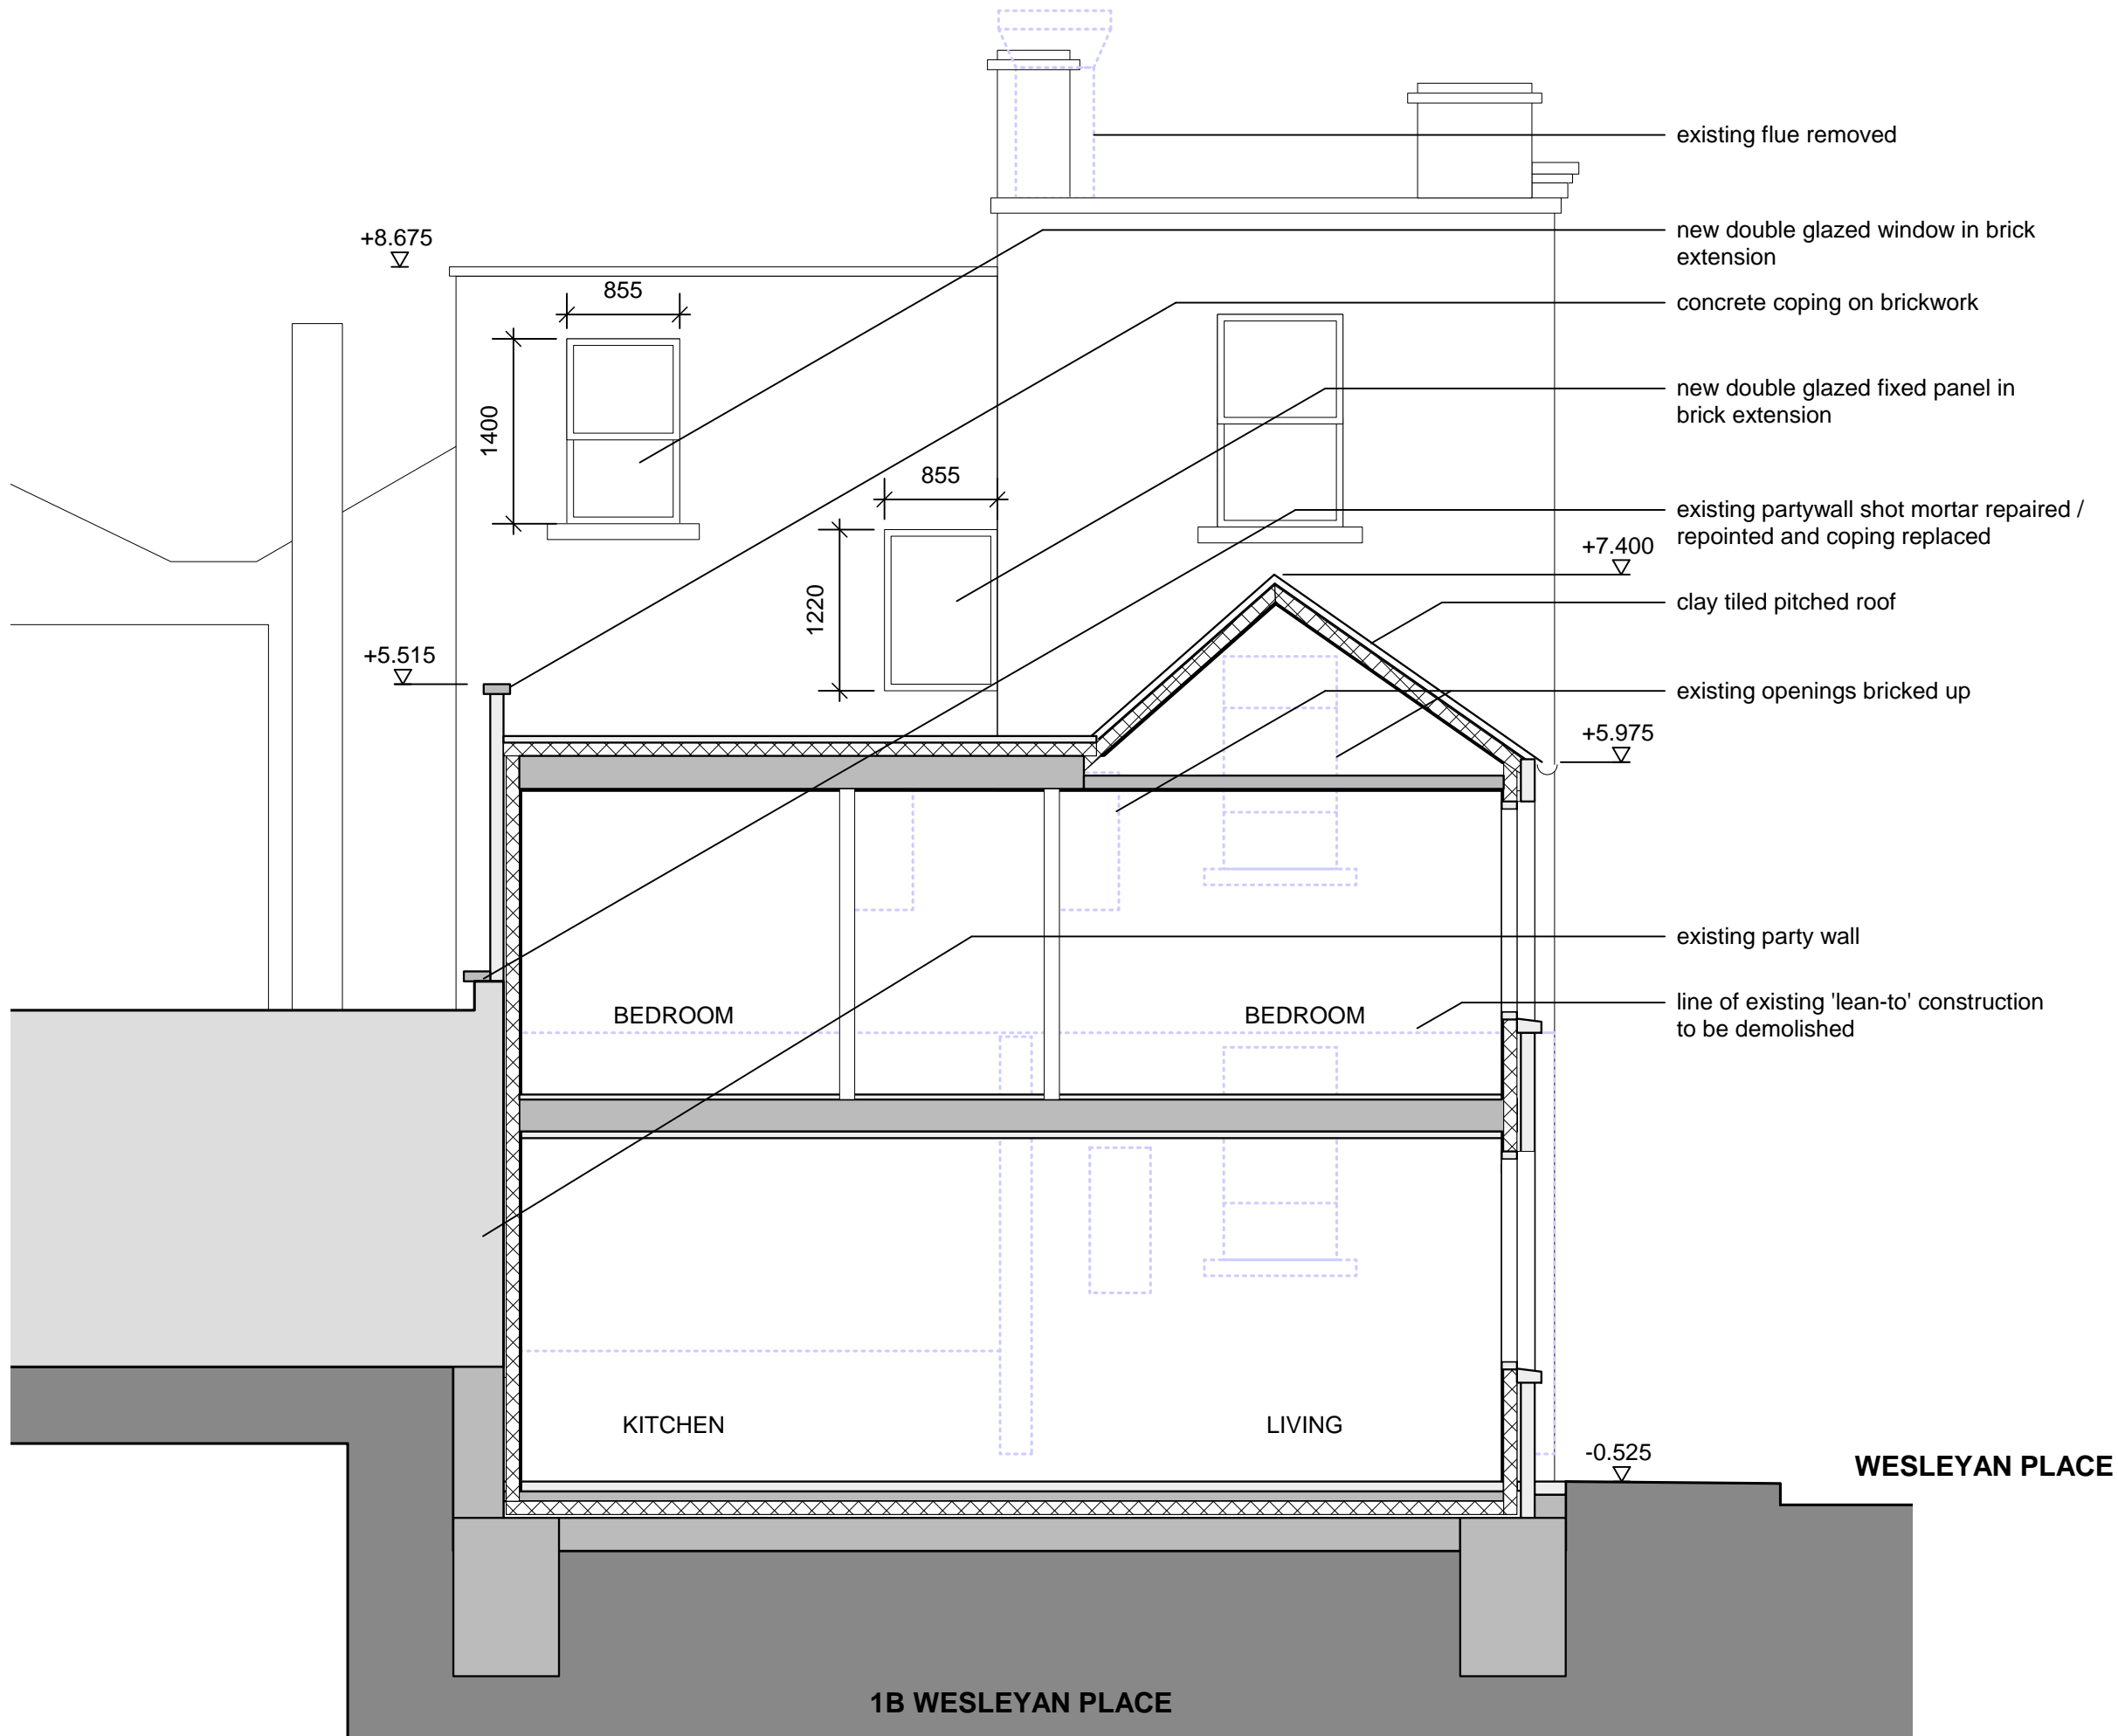 existing flue removed
+8.675
new double glazed window in brick
extension
855
concrete coping on brickwork
1400
new double glazed fixed panel in
brick extension
855
existing partywall shot mortar repaired /
repointed and coping replaced
+7.400
1220
clay tiled pitched roof
+5.515
existing openings bricked up
+5.975
existing party wall
line of existing 'lean-to' construction
to be demolished
BEDROOM
BEDROOM
KITCHEN
LIVING
-0.525
WESLEYAN PLACE
1B WESLEYAN PLACE